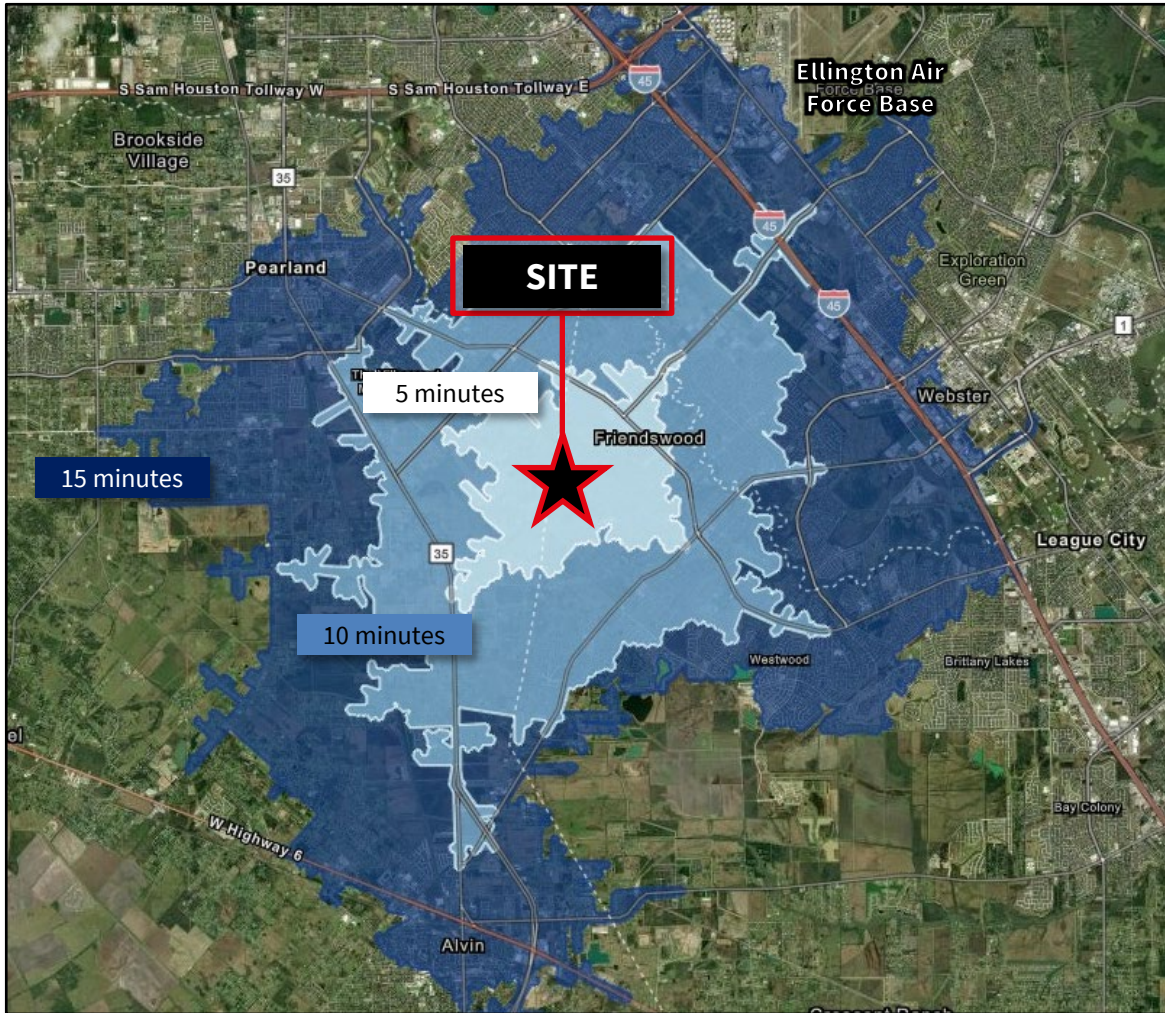 Ellington Air
Force Base
45
S Sam Houston Tollway W
S Sam Houston Tollway E
Brookside
Village
35
45
Pearland
SITE
Exploration
Green
45
1
5 minutes
Webster
Friendswood
15 minutes
35
League City
10 minutes
Westwood
Brittany Lakes
el
Bay Colony
W Highway 6
Alvin